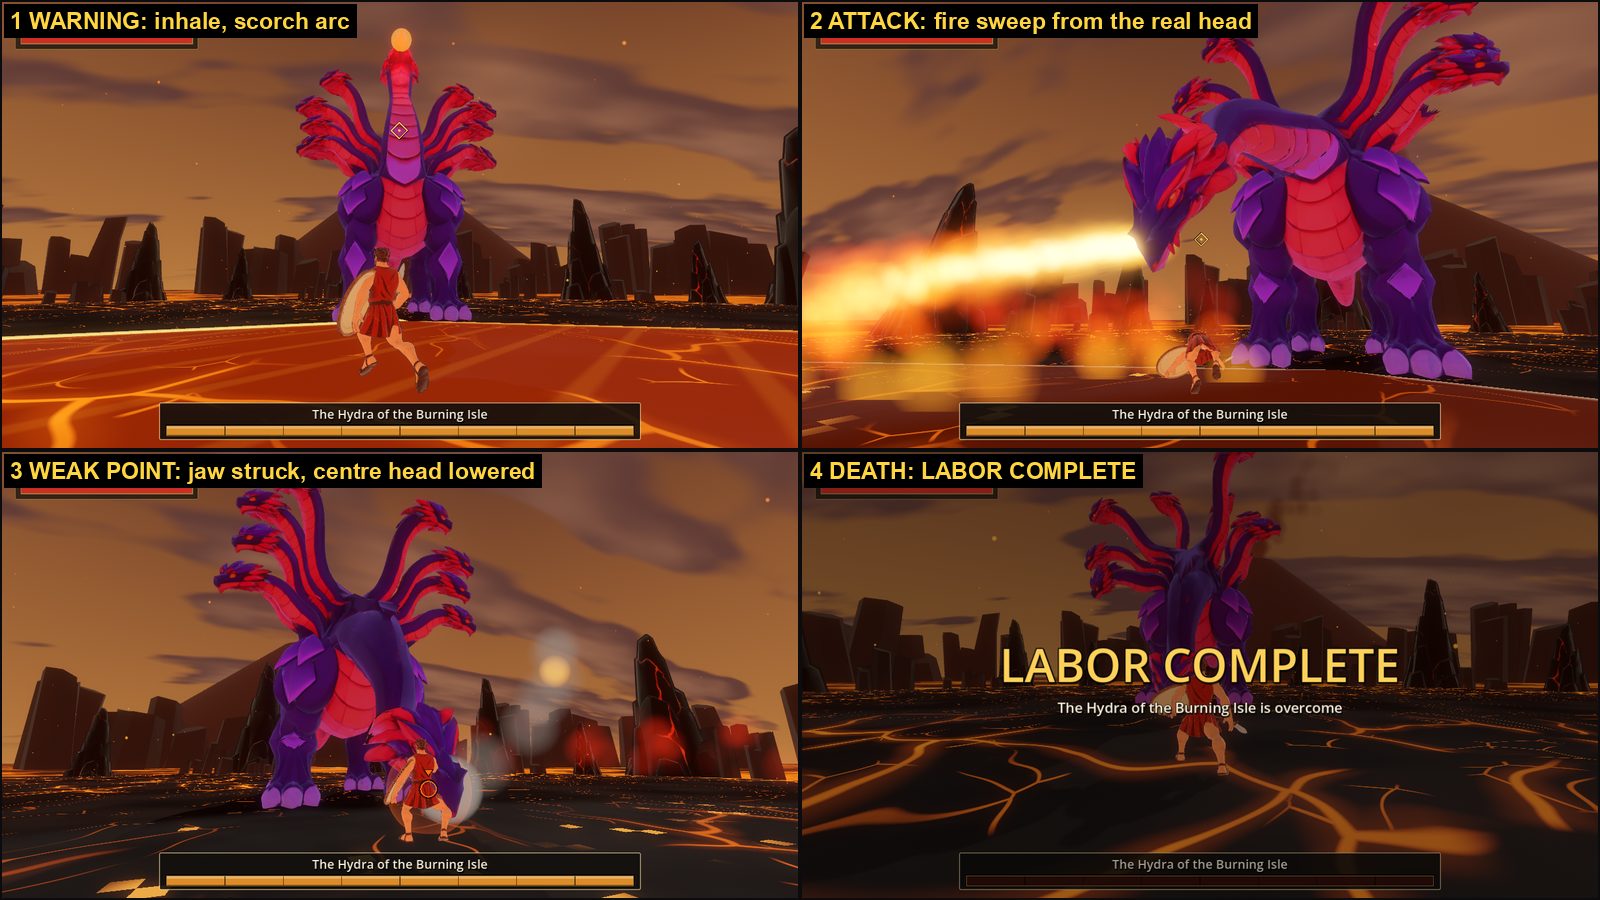 1 WARNING: inhale, scorch arc
The Hydra of the Burning Isle
2 ATTACK: fire sweep from the real head
The Hydra of the Burning Isle
3 WEAK POINT: jaw struck, centre head lowered
The Hydra of the Burning Isle
4 DEATH: LABOR COMPLETE
LABOR COMPLETE
The Hydra of the Burning Isle is overcome
The Hydra of the Burning Isle